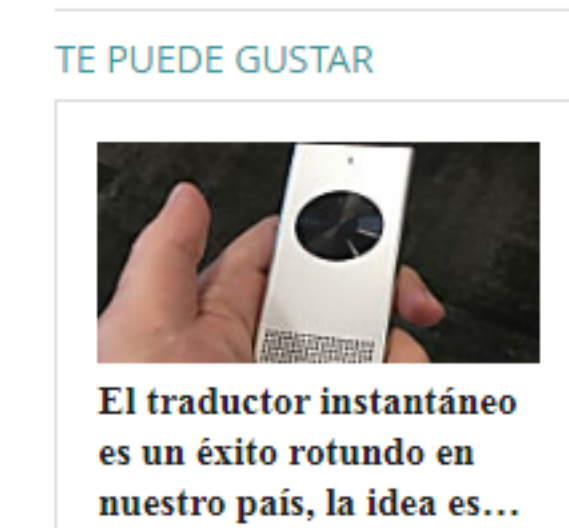 TE PUEDE GUSTAR
El traductor instantáneo
es un éxito rotundo en
nuestro país, la idea es...